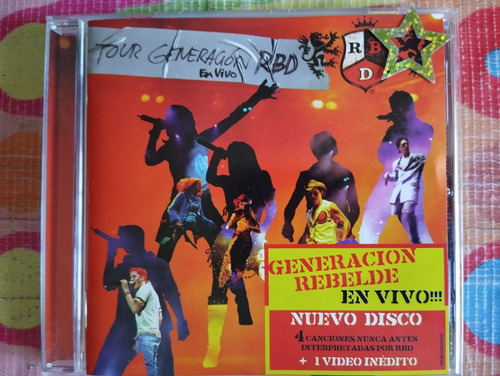 TOUR GENERACIÓN RBD
En Vivo
R B
D
GENERACION
REBELDE
EN VIVO!!!
NUEVO DISCO
4 CANCIONES NUNCA ANTES
INTERPRETADAS POR RBD
+ 1 VIDEO INÉDITO